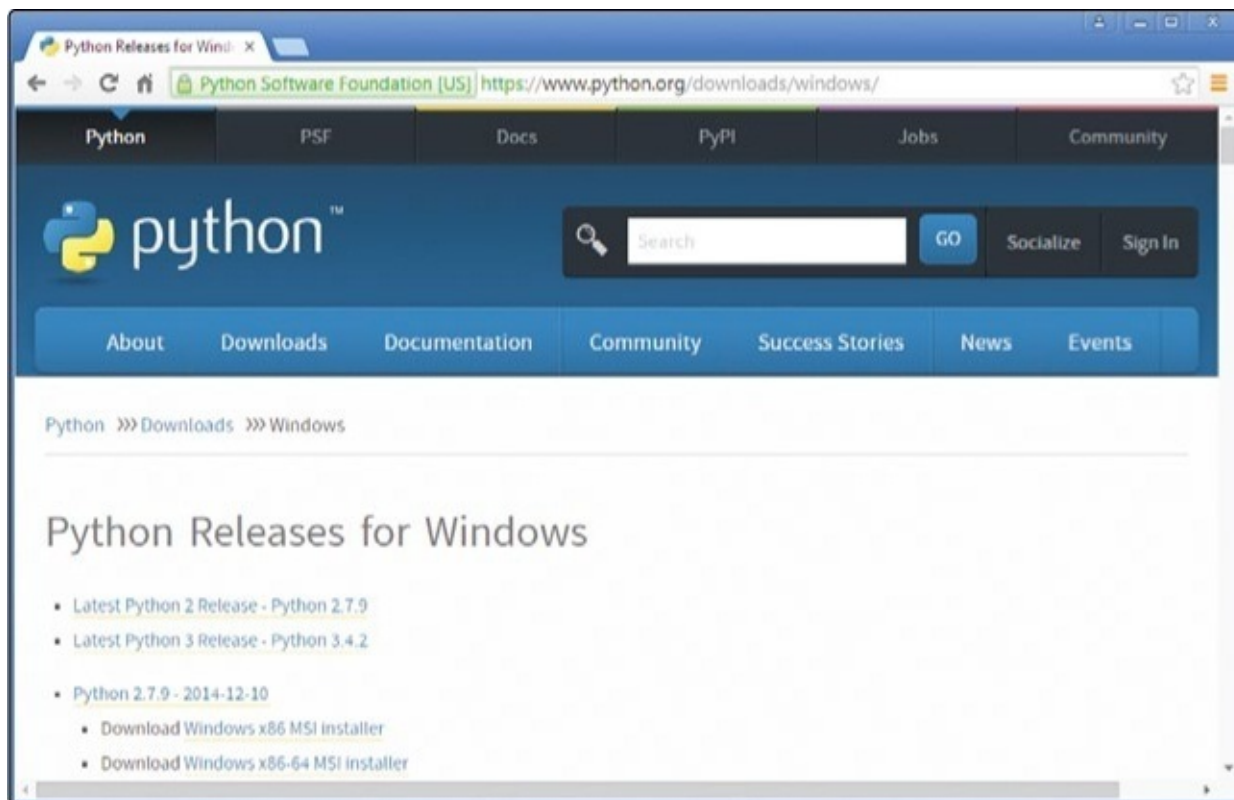 Python Releases for Wind
Python Software Foundation [US] https://www.python.org/downloads/windows/
Python PSF Docs PyPI Jobs Community
python™
Search GO Socialize Sign In
About Downloads Documentation Community Success Stories News Events
Python >>> Downloads >>> Windows
Python Releases for Windows
Latest Python 2 Release - Python 2.7.9
Latest Python 3 Release - Python 3.4.2
Python 2.7.9 - 2014-12-10
Download Windows x86 MSI installer
Download Windows x86-64 MSI installer